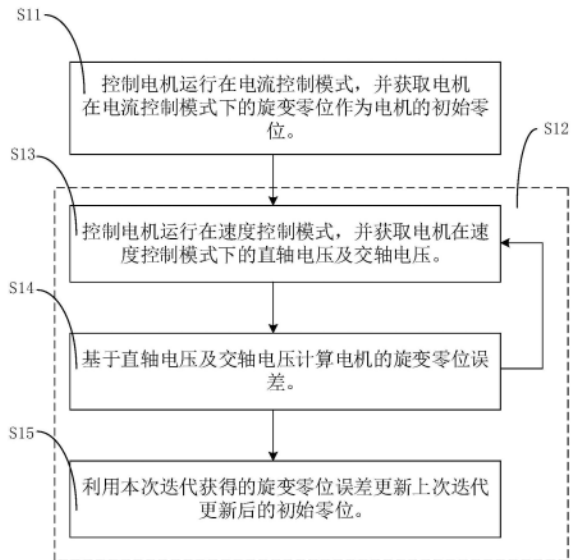 S11
控制电机运行在电流控制模式，并获取电机
在电流控制模式下的旋变零位作为电机的初始零
位。
S12
S13
控制电机运行在速度控制模式，并获取电机在速
度控制模式下的直轴电压及交轴电压。
S14
基于直轴电压及交轴电压计算电机的旋变零位误
差。
S15
利用本次迭代获得的旋变零位误差更新上次迭代
更新后的初始零位。